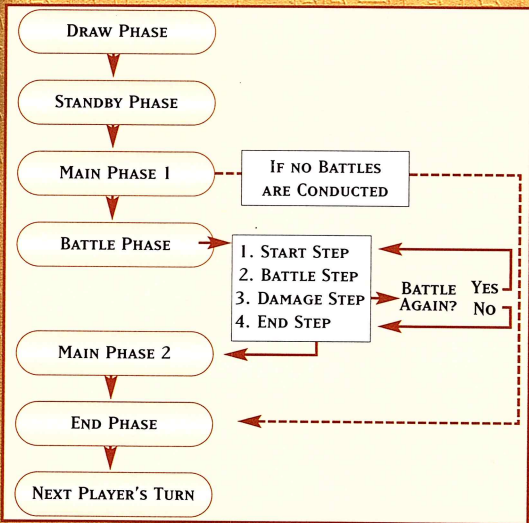 DRAW PHASE
STANDBY PHASE
MAIN PHASE 1
IF NO BATTLES
ARE CONDUCTED
BATTLE PHASE
1. START STEP
2. BATTLE STEP
3. DAMAGE STEP
4. END STEP
BATTLE
AGAIN?
YES
NO
MAIN PHASE 2
END PHASE
NEXT PLAYER'S TURN